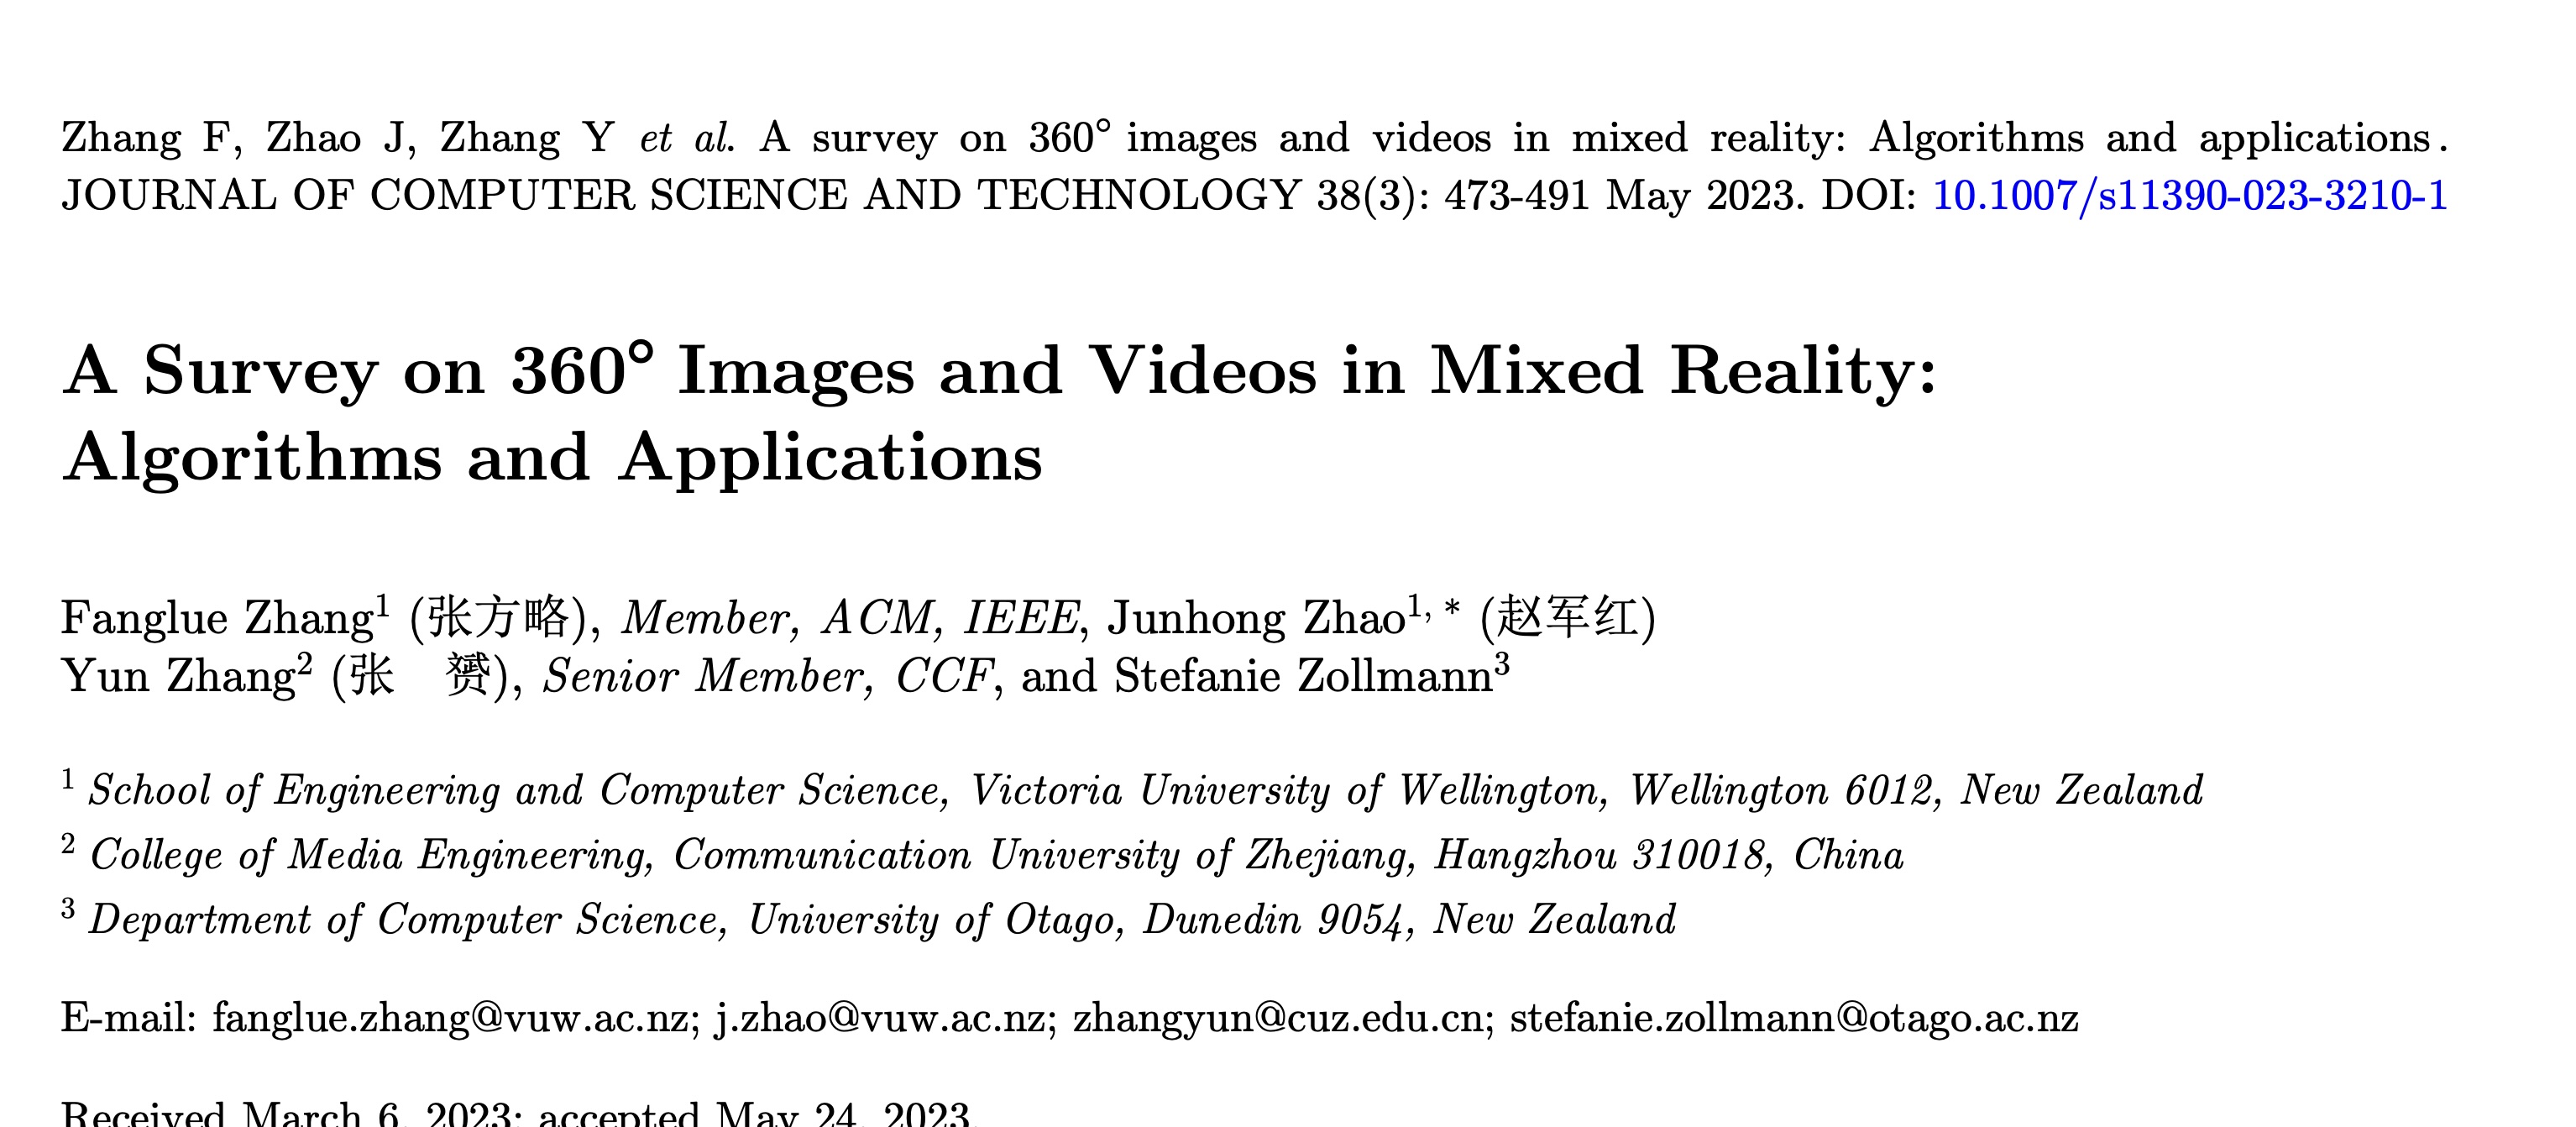 Zhang F, Zhao J, Zhang Y et al. A survey on 360° images and videos in mixed reality: Algorithms and applications.
JOURNAL OF COMPUTER SCIENCE AND TECHNOLOGY 38(3): 473-491 May 2023. DOI: 10.1007/s11390-023-3210-1
A Survey on 360° Images and Videos in Mixed Reality:
Algorithms and Applications
Fanglue Zhang1 (张方略), Member, ACM, IEEE, Junhong Zhao1, * (赵军红)
Yun Zhang2 (张 赟), Senior Member, CCF, and Stefanie Zollmann3
1 School of Engineering and Computer Science, Victoria University of Wellington, Wellington 6012, New Zealand
2 College of Media Engineering, Communication University of Zhejiang, Hangzhou 310018, China
3 Department of Computer Science, University of Otago, Dunedin 9054, New Zealand
E-mail: fanglue.zhang@vuw.ac.nz; j.zhao@vuw.ac.nz; zhangyun@cuz.edu.cn; stefanie.zollmann@otago.ac.nz
Received March 6, 2023; accepted May 24, 2023.